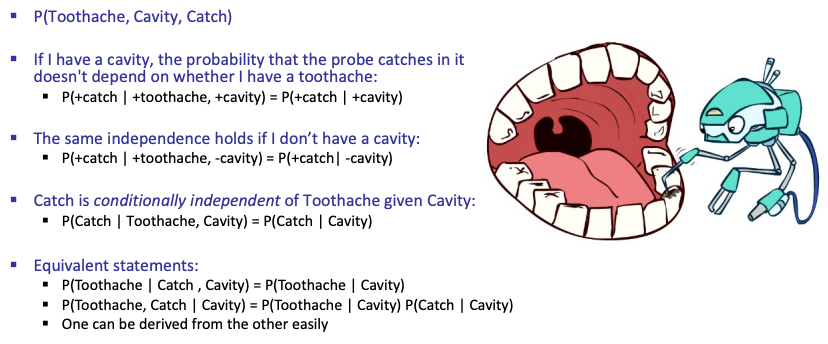 ▪ P(Toothache, Cavity, Catch)
▪ If I have a cavity, the probability that the probe catches in it
doesn't depend on whether I have a toothache:
▪ P(+catch | +toothache, +cavity) = P(+catch | +cavity)
▪ The same independence holds if I don’t have a cavity:
▪ P(+catch | +toothache, -cavity) = P(+catch| -cavity)
▪ Catch is conditionally independent of Toothache given Cavity:
▪ P(Catch | Toothache, Cavity) = P(Catch | Cavity)
▪ Equivalent statements:
▪ P(Toothache | Catch , Cavity) = P(Toothache | Cavity)
▪ P(Toothache, Catch | Cavity) = P(Toothache | Cavity) P(Catch | Cavity)
▪ One can be derived from the other easily